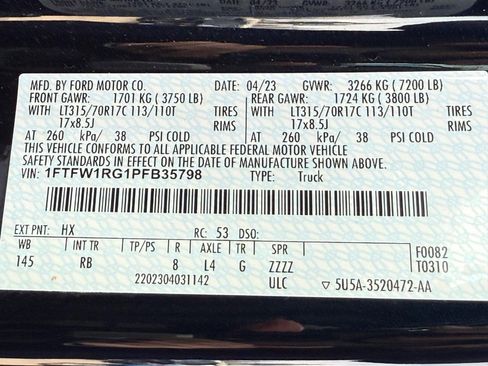 MFD. BY FORD MOTOR CO. DATE: 04/23 GVWR: 3266 KG ( 7200 LB)
FRONT GAWR: 1701 KG ( 3750 LB) REAR GAWR: 1724 KG ( 3800 LB)
WITH LT315/70R17C 113/110T TIRES WITH LT315/70R17C 113/110T TIRES
17x8.5J RIMS 17x8.5J RIMS
AT 260 kPa/ 38 PSI COLD AT 260 kPa/ 38 PSI COLD
THIS VEHICLE CONFORMS TO ALL APPLICABLE FEDERAL MOTOR VEHICLE
IN EFFECT ON THE DATE OF MANUFACTURE SHOWN ABOVE.
VIN: 1FTFW1RG1PFB35798 TYPE: Truck
EXT PNT: HX RC: 53 DSO:
WB INT TR TP/PS R AXLE TR SPR F0082
145 RB 8 L4 G ZZZZ T0310
2202304031142 ULC 5U5A-3520472-AA